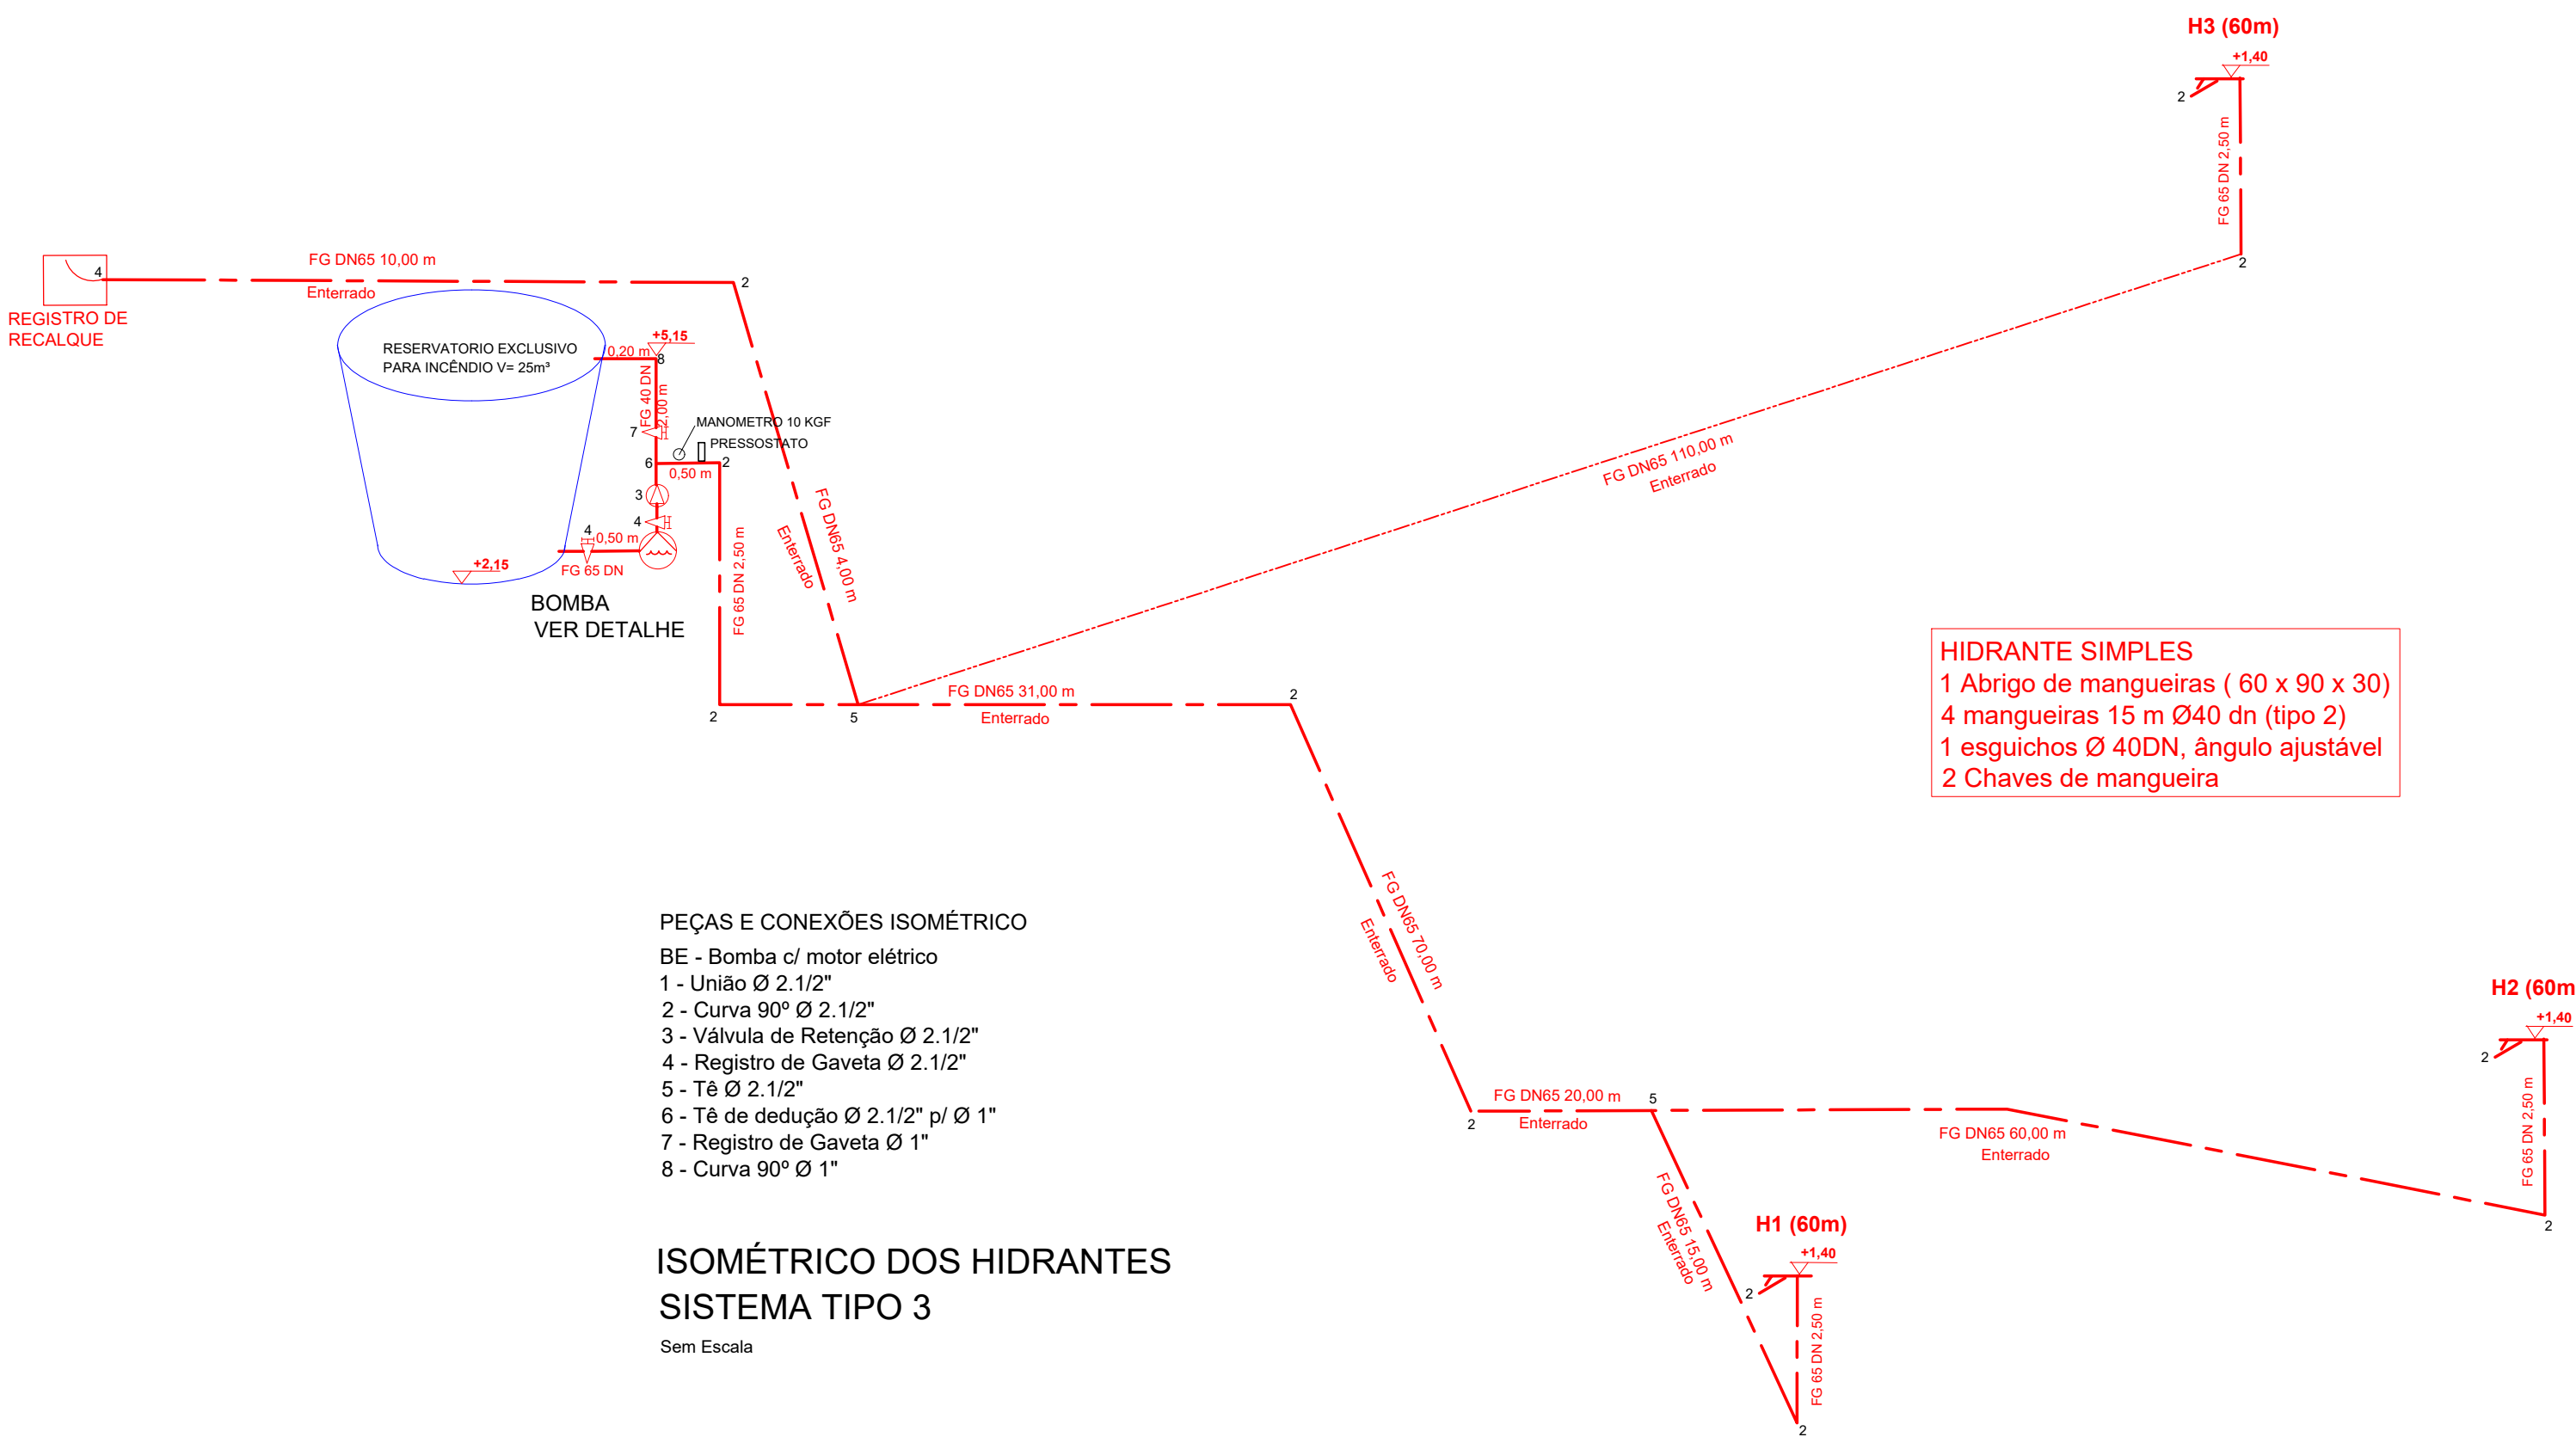 H3 (60m)
+1,40
2
FG 65 DN 2,50 m
2
FG DN65 10,00 m
Enterrado
4
2
REGISTRO DE
RECALQUE
RESERVATORIO EXCLUSIVO
PARA INCÊNDIO V= 25m³
0,20 m
+5,15
8
FG 40 DN
2,00 m
7
MANOMETRO 10 KGF
PRESSOSTATO
6
0,50 m
2
3
4
4
0,50 m
FG 65 DN
+2,15
BOMBA
VER DETALHE
FG 65 DN 2,50 m
FG DN65 4,00 m
Enterrado
FG DN65 110,00 m
Enterrado
2
5
FG DN65 31,00 m
Enterrado
2
HIDRANTE SIMPLES
1 Abrigo de mangueiras ( 60 x 90 x 30)
4 mangueiras 15 m Ø40 dn (tipo 2)
1 esguichos Ø 40DN, ângulo ajustável
2 Chaves de mangueira
FG DN65 70,00 m
Enterrado
2
FG DN65 20,00 m
Enterrado
5
FG DN65 60,00 m
Enterrado
H2 (60m
+1,40
2
FG 65 DN 2,50 m
2
FG DN65 15,00 m
Enterrado
H1 (60m)
+1,40
2
FG 65 DN 2,50 m
2
PEÇAS E CONEXÕES ISOMÉTRICO
BE - Bomba c/ motor elétrico
1 - União Ø 2.1/2"
2 - Curva 90º Ø 2.1/2"
3 - Válvula de Retenção Ø 2.1/2"
4 - Registro de Gaveta Ø 2.1/2"
5 - Tê Ø 2.1/2"
6 - Tê de dedução Ø 2.1/2" p/ Ø 1"
7 - Registro de Gaveta Ø 1"
8 - Curva 90º Ø 1"
ISOMÉTRICO DOS HIDRANTES
SISTEMA TIPO 3
Sem Escala